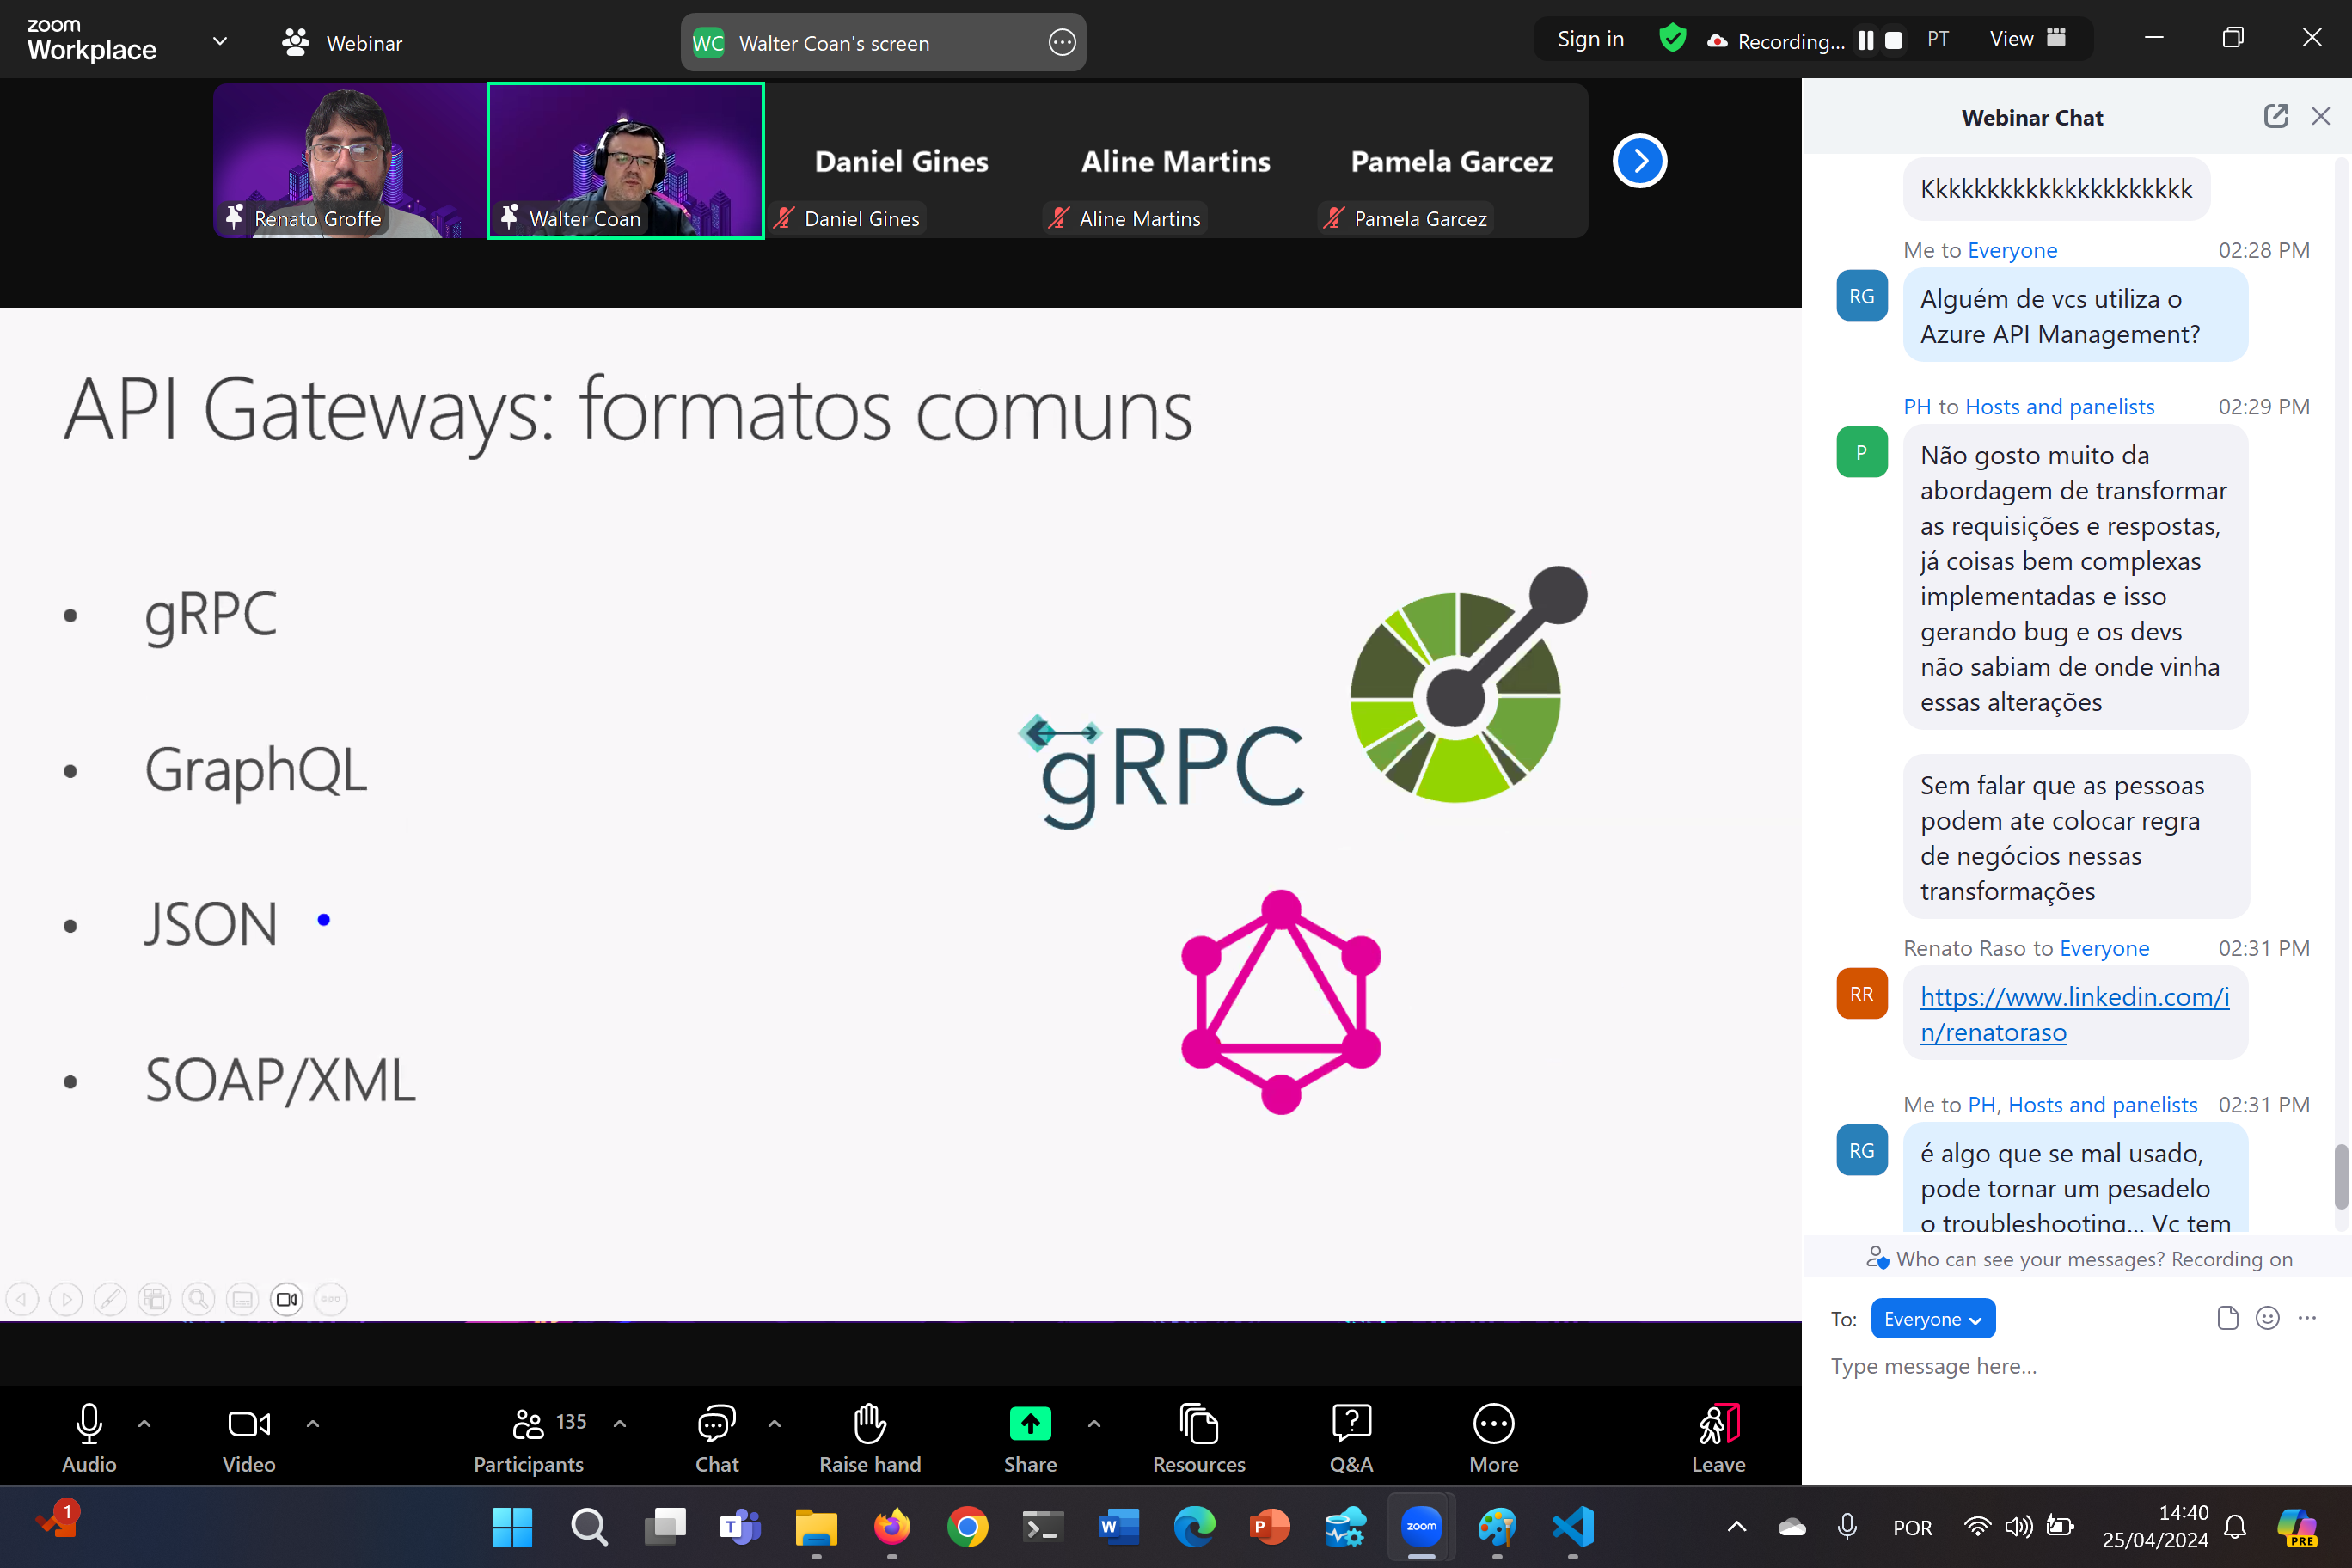 zoom
Workplace
Webinar
WC Walter Coan's screen
Sign in
Recording...
PT
View
Renato Groffe
Walter Coan
Daniel Gines
Daniel Gines
Aline Martins
Aline Martins
Pamela Garcez
Pamela Garcez
API Gateways: formatos comuns
• gRPC
• GraphQL
• JSON
• SOAP/XML
gRPC
Webinar Chat
Kkkkkkkkkkkkkkkkkkkkk
Me to Everyone 02:28 PM
RG
Alguém de vcs utiliza o
Azure API Management?
PH to Hosts and panelists 02:29 PM
P
Não gosto muito da
abordagem de transformar
as requisições e respostas,
já coisas bem complexas
implementadas e isso
gerando bug e os devs
não sabiam de onde vinha
essas alterações
Sem falar que as pessoas
podem ate colocar regra
de negócios nessas
transformações
Renato Raso to Everyone 02:31 PM
RR
https://www.linkedin.com/i
n/renatoraso
Me to PH, Hosts and panelists 02:31 PM
RG
é algo que se mal usado,
pode tornar um pesadelo
o troubleshooting... Vc tem
Who can see your messages? Recording on
To: Everyone
Type message here...
Audio
Video
135
Participants
Chat
Raise hand
Share
Resources
Q&A
More
Leave
1
T
W
P
zoom
POR
14:40
25/04/2024
PRE